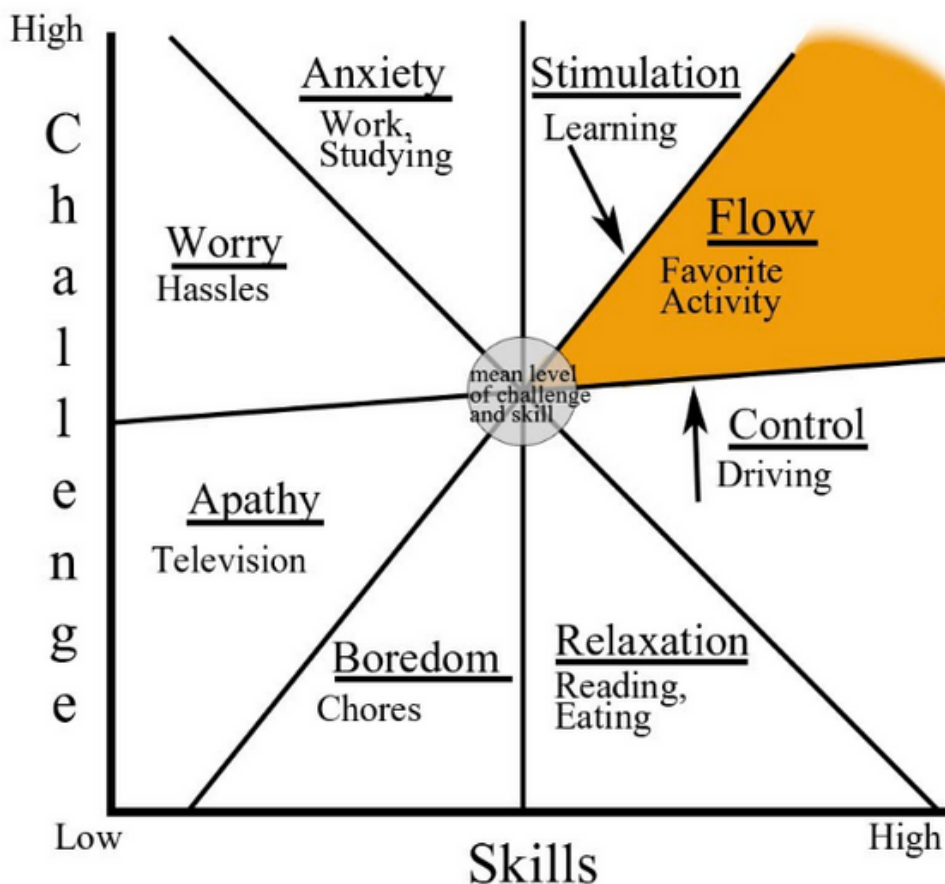 High
Challenge
Anxiety
Work,
Studying
Stimulation
Learning
Worry
Hassles
Flow
Favorite
Activity
mean level
of challenge
and skill
Control
Driving
Apathy
Television
Boredom
Chores
Relaxation
Reading,
Eating
Low
Skills
High